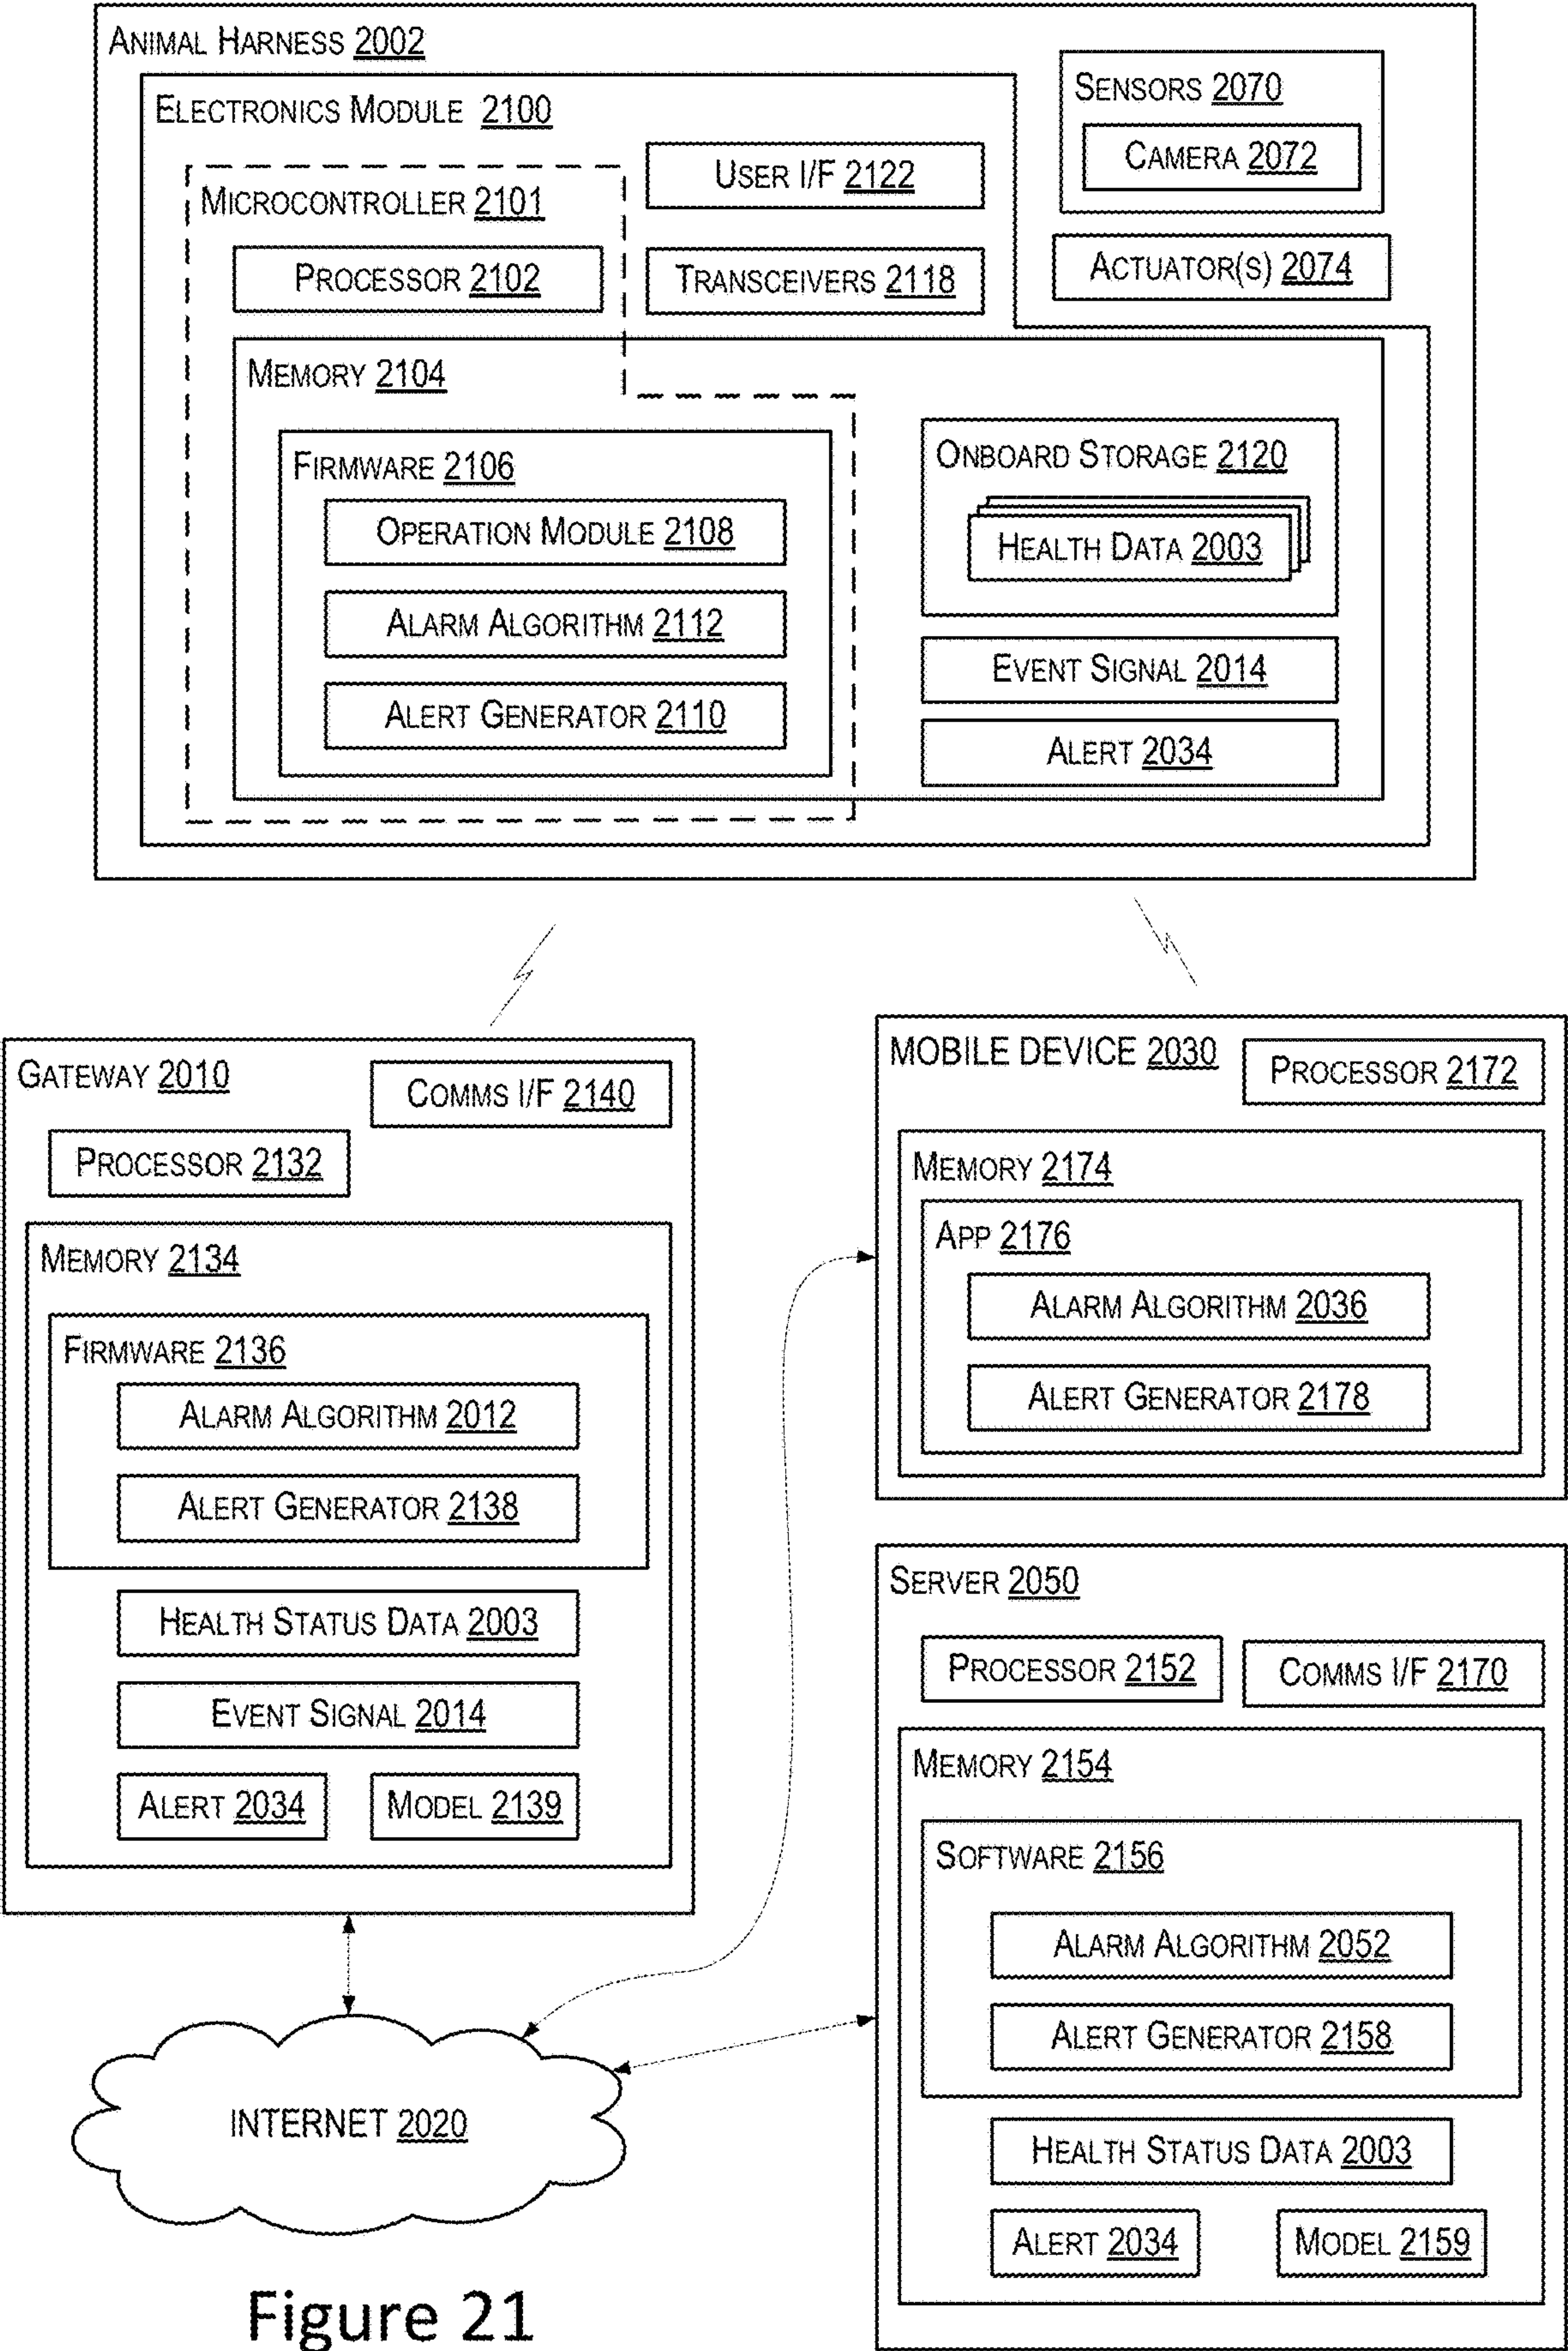 ANIMAL HARNESS 2002
ELECTRONICS MODULE 2100
SENSORS 2070
CAMERA 2072
USER I/F 2122
MICROCONTROLLER 2101
PROCESSOR 2102
TRANSCEIVERS 2118
ACTUATOR(S) 2074
MEMORY 2104
FIRMWARE 2106
OPERATION MODULE 2108
ALARM ALGORITHM 2112
ALERT GENERATOR 2110
ONBOARD STORAGE 2120
HEALTH DATA 2003
EVENT SIGNAL 2014
ALERT 2034
GATEWAY 2010
COMMS I/F 2140
PROCESSOR 2132
MEMORY 2134
FIRMWARE 2136
ALARM ALGORITHM 2012
ALERT GENERATOR 2138
HEALTH STATUS DATA 2003
EVENT SIGNAL 2014
ALERT 2034
MODEL 2139
MOBILE DEVICE 2030
PROCESSOR 2172
MEMORY 2174
APP 2176
ALARM ALGORITHM 2036
ALERT GENERATOR 2178
SERVER 2050
PROCESSOR 2152
COMMS I/F 2170
MEMORY 2154
SOFTWARE 2156
ALARM ALGORITHM 2052
ALERT GENERATOR 2158
HEALTH STATUS DATA 2003
ALERT 2034
MODEL 2159
INTERNET 2020
Figure 21